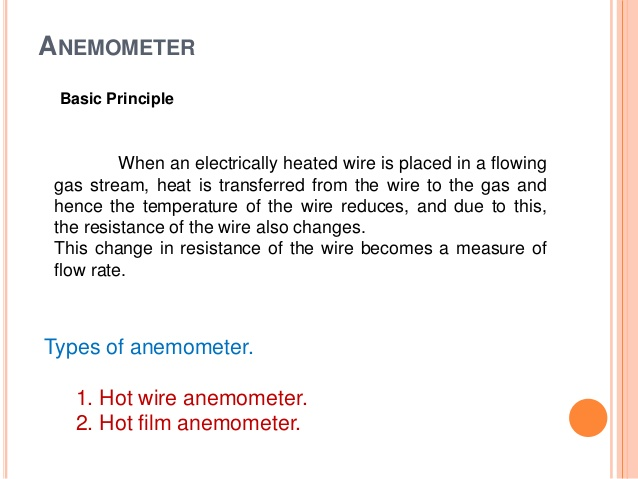 ANEMOMETER
Basic Principle
When an electrically heated wire is placed in a flowing
gas stream, heat is transferred from the wire to the gas and
hence the temperature of the wire reduces, and due to this,
the resistance of the wire also changes.
This change in resistance of the wire becomes a measure of
flow rate.
Types of anemometer.
1. Hot wire anemometer.
2. Hot film anemometer.